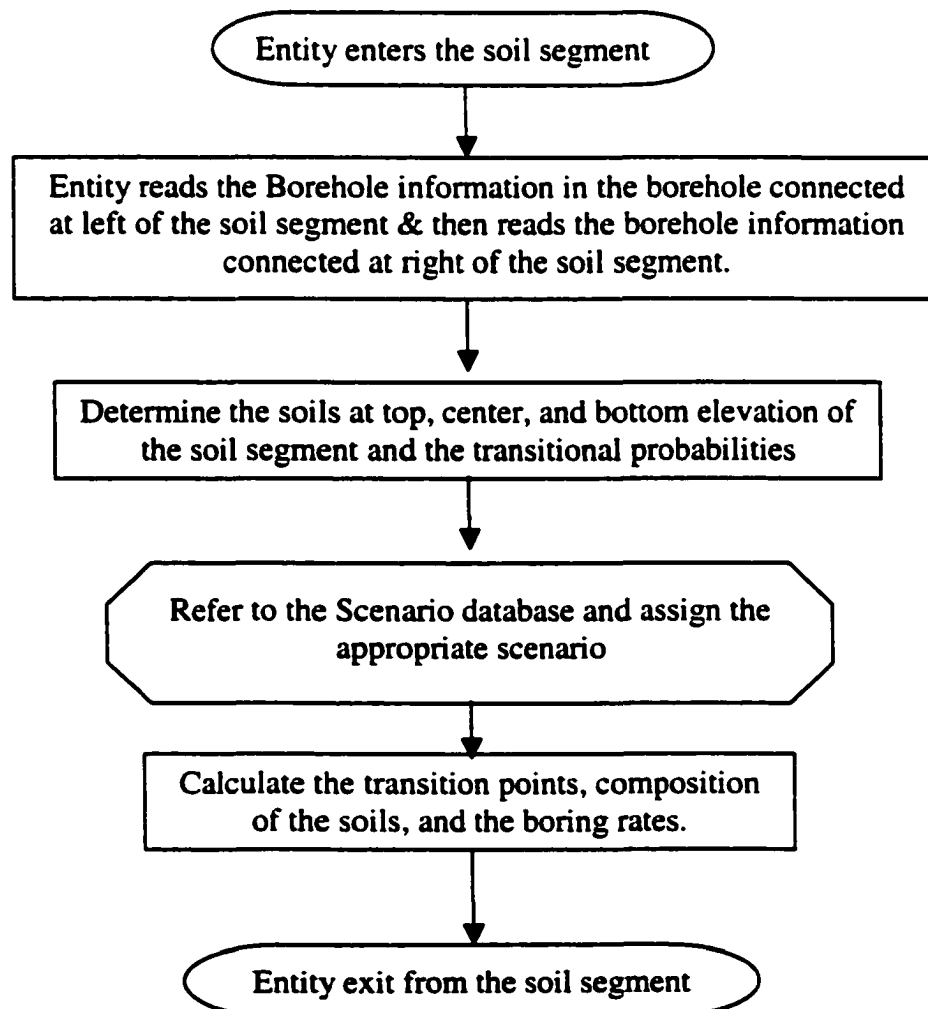 Entity enters the soil segment
Entity reads the Borehole information in the borehole connected
at left of the soil segment & then reads the borehole information
connected at right of the soil segment.
Determine the soils at top, center, and bottom elevation of
the soil segment and the transitional probabilities
Refer to the Scenario database and assign the
appropriate scenario
Calculate the transition points, composition
of the soils, and the boring rates.
Entity exit from the soil segment